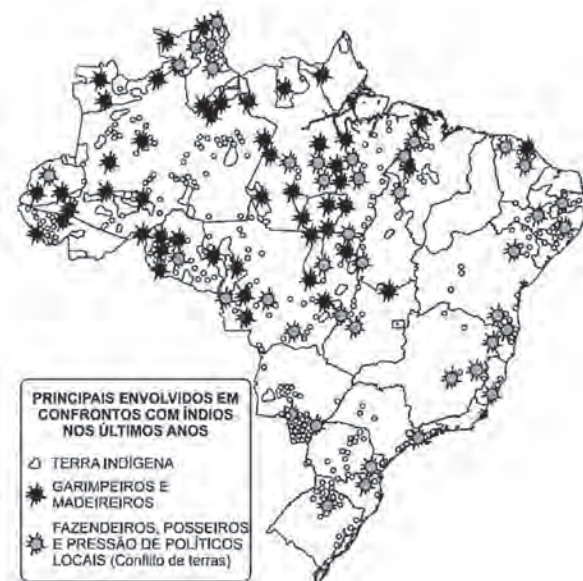 PRINCIPAIS ENVOLVIDOS EM
CONFRONTOS COM ÍNDIOS
NOS ÚLTIMOS ANOS
TERRA INDÍGENA
GARIMPEIROS E
MADEIREIROS
FAZENDEIROS, POSSEIROS
E PRESSÃO DE POLÍTICOS
LOCAIS (Conflito de terras)